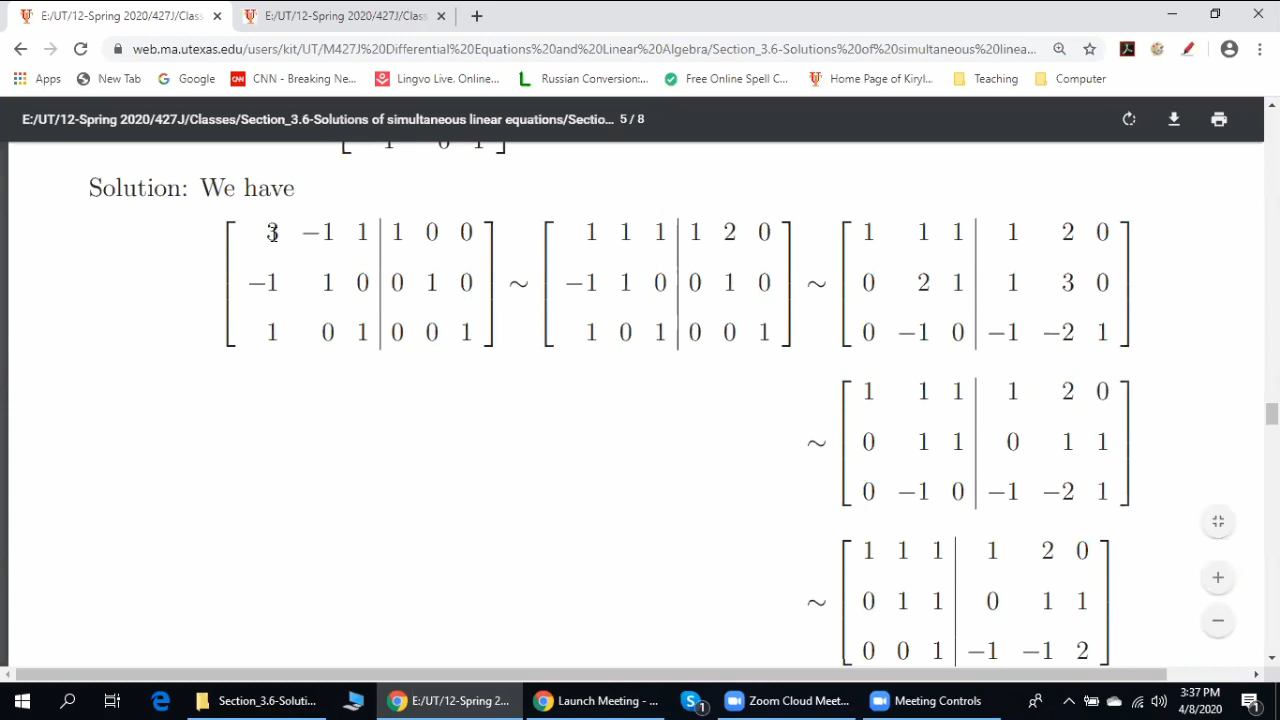 E:/UT/12-Spring 2020/427J/Class
E:/UT/12-Spring 2020/427J/Class
web.ma.utexas.edu/users/kit/UT/M427J%20Differential%20Equations%20and%20Linear%20Algebra/Section_3.6-Solutions%20of%20simultaneous%20linea...
Apps New Tab Google CNN - Breaking Ne... Lingvo Live: Online... Russian Conversion:... Free Online Spell C... Home Page of Kiryl... Teaching Computer
E:/UT/12-Spring 2020/427J/Classes/Section_3.6-Solutions of simultaneous linear equations/Sectio... 5 / 8
Solution: We have
3 −1 1 | 1 0 0 1 1 1 | 1 2 0 1 1 1 | 1 2 0
−1 1 0 | 0 1 0 ∼ −1 1 0 | 0 1 0 ∼ 0 2 1 | 1 3 0
1 0 1 | 0 0 1 1 0 1 | 0 0 1 0 −1 0 | −1 −2 1
1 1 1 | 1 2 0
∼ 0 1 1 | 0 1 1
0 −1 0 | −1 −2 1
1 1 1 | 1 2 0
∼ 0 1 1 | 0 1 1
0 0 1 | −1 −1 2
Section_3.6-Soluti... E:/UT/12-Spring 2... Launch Meeting - ... Zoom Cloud Meet... Meeting Controls
3:37 PM
4/8/2020